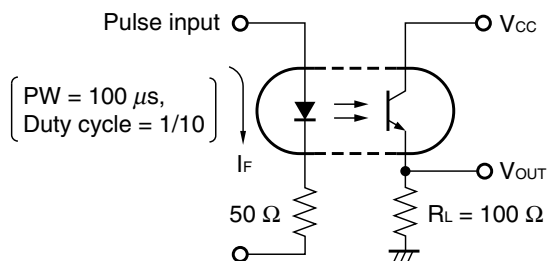 Pulse input
VCC
PW = 100 μs,
Duty cycle = 1/10
IF
VOUT
50 Ω
RL = 100 Ω